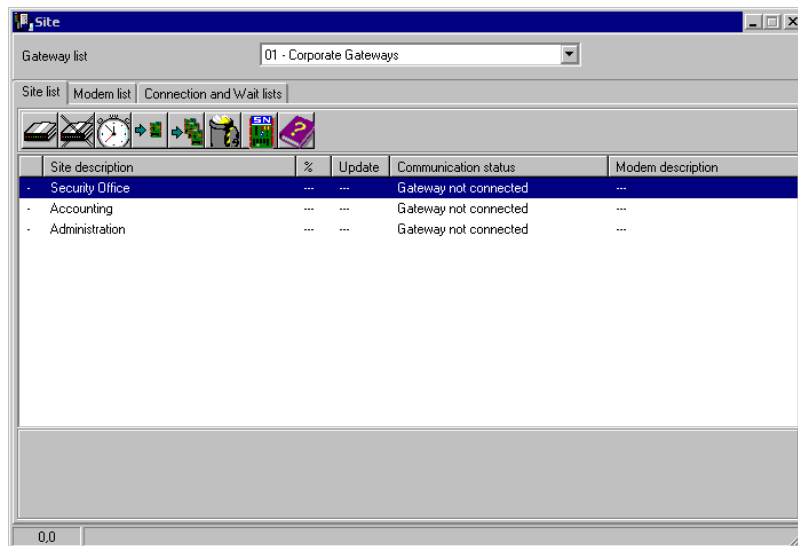 Site
Gateway list 01 - Corporate Gateways
Site list Modem list Connection and Wait lists
SN ?
Site description % Update Communication status Modem description
- Security Office --- --- Gateway not connected ---
- Accounting --- --- Gateway not connected ---
- Administration --- --- Gateway not connected ---
0,0